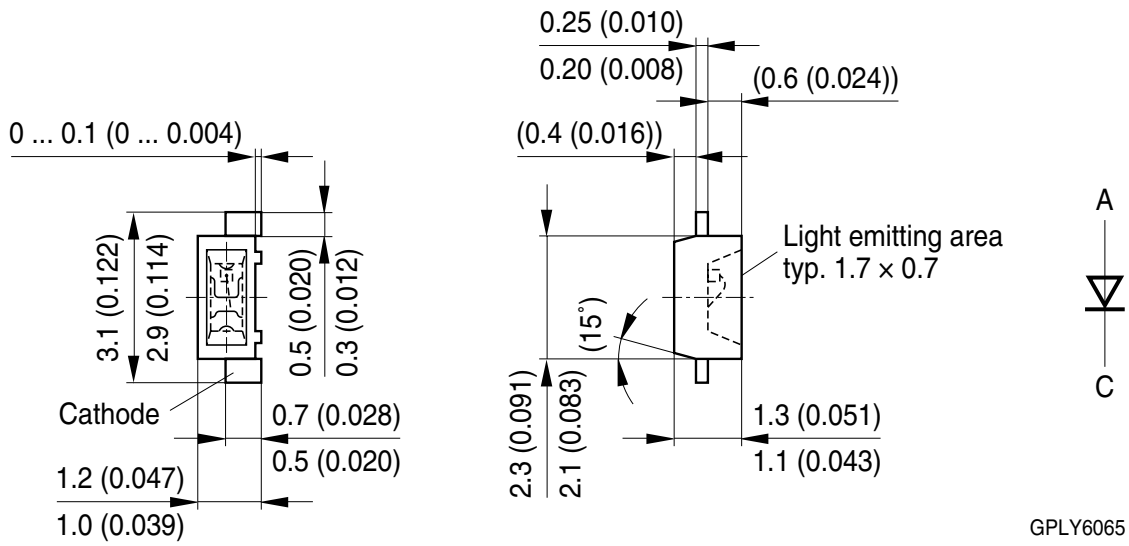 0.25 (0.010)
0.20 (0.008)
(0.6 (0.024))
0 ... 0.1 (0 ... 0.004)
(0.4 (0.016))
3.1 (0.122)
2.9 (0.114)
0.5 (0.020)
0.3 (0.012)
Light emitting area
typ. 1.7 × 0.7
(15°)
A
C
Cathode
0.7 (0.028)
0.5 (0.020)
1.2 (0.047)
1.0 (0.039)
2.3 (0.091)
2.1 (0.083)
1.3 (0.051)
1.1 (0.043)
GPLY6065